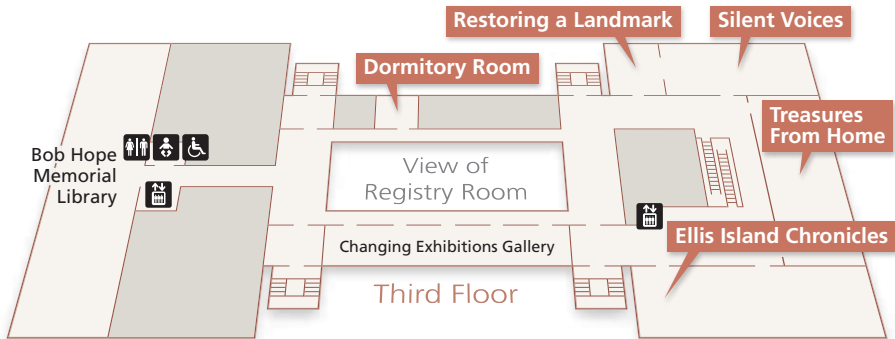 Restoring a Landmark
Silent Voices
Dormitory Room
Treasures
From Home
Bob Hope
Memorial
Library
View of
Registry Room
Ellis Island Chronicles
Changing Exhibitions Gallery
Third Floor